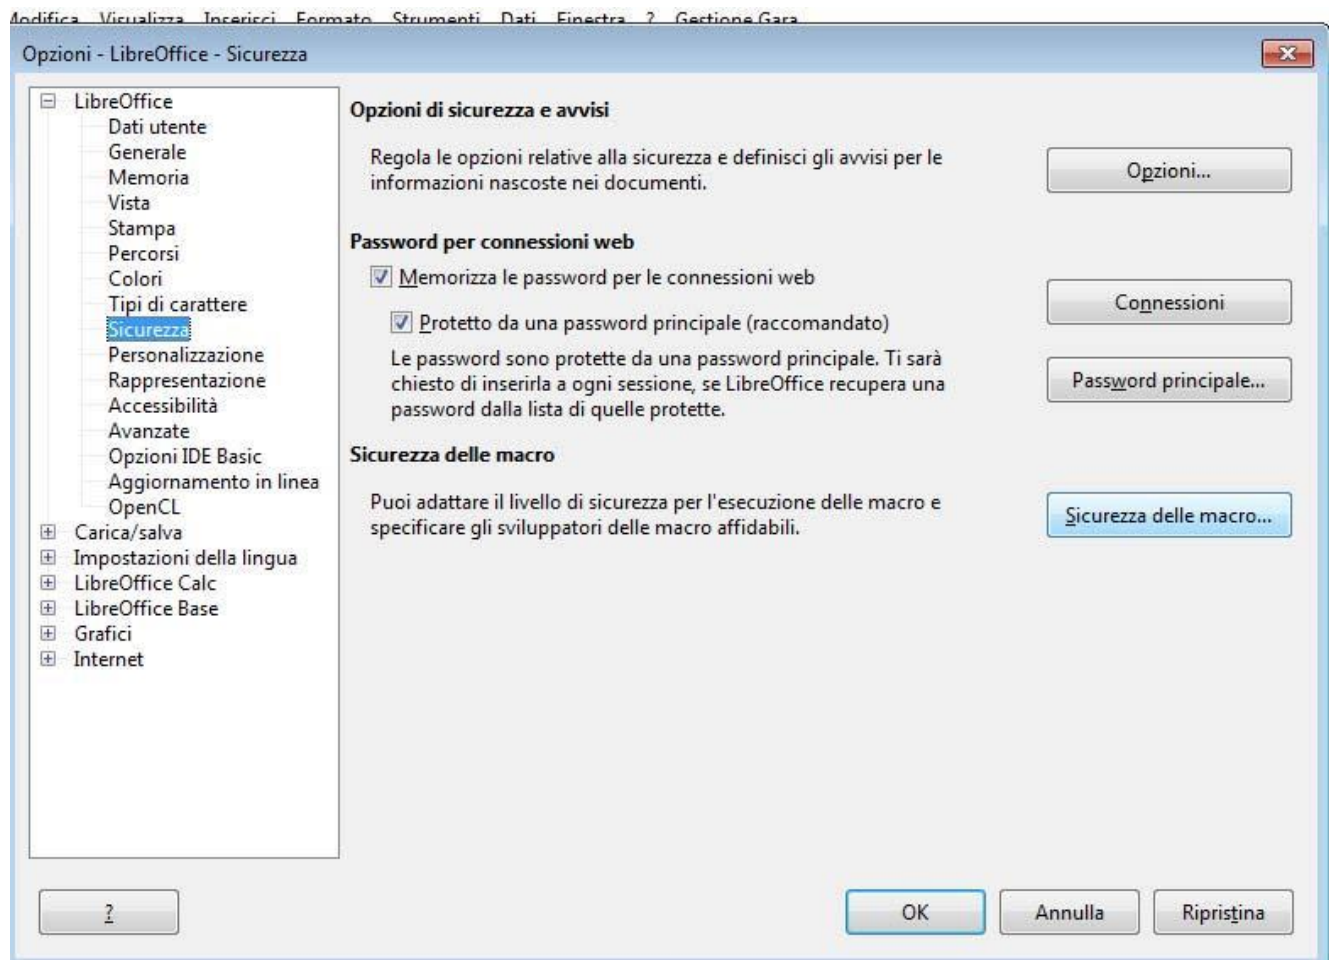 Modifica Visualizza Inserisci Formato Strumenti Dati Finestra ? Gestione Gara
Opzioni - LibreOffice - Sicurezza
LibreOffice
Dati utente
Generale
Memoria
Vista
Stampa
Percorsi
Colori
Tipi di carattere
Sicurezza
Personalizzazione
Rappresentazione
Accessibilità
Avanzate
Opzioni IDE Basic
Aggiornamento in linea
OpenCL
Carica/salva
Impostazioni della lingua
LibreOffice Calc
LibreOffice Base
Grafici
Internet
Opzioni di sicurezza e avvisi
Regola le opzioni relative alla sicurezza e definisci gli avvisi per le
informazioni nascoste nei documenti.
Opzioni...
Password per connessioni web
Memorizza le password per le connessioni web
Connessioni
Protetto da una password principale (raccomandato)
Le password sono protette da una password principale. Ti sarà
chiesto di inserirla a ogni sessione, se LibreOffice recupera una
password dalla lista di quelle protette.
Password principale...
Sicurezza delle macro
Puoi adattare il livello di sicurezza per l'esecuzione delle macro e
specificare gli sviluppatori delle macro affidabili.
Sicurezza delle macro...
?
OK
Annulla
Ripristina